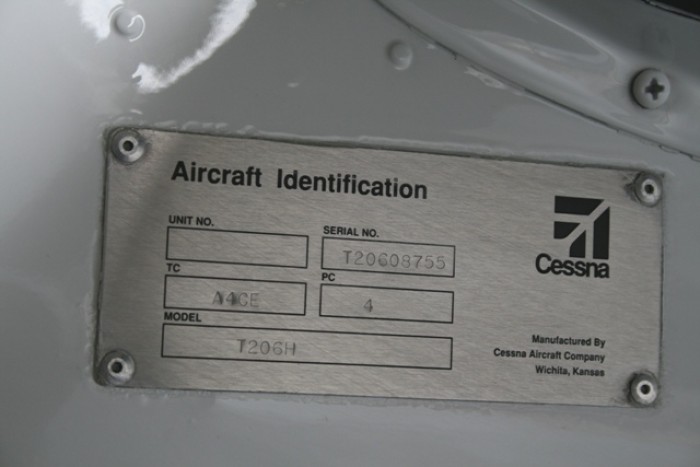 Aircraft Identification
UNIT NO.
SERIAL NO.
T20608755
TC
PC
A4CE
4
MODEL
T206H
Cessna
Manufactured By
Cessna Aircraft Company
Wichita, Kansas